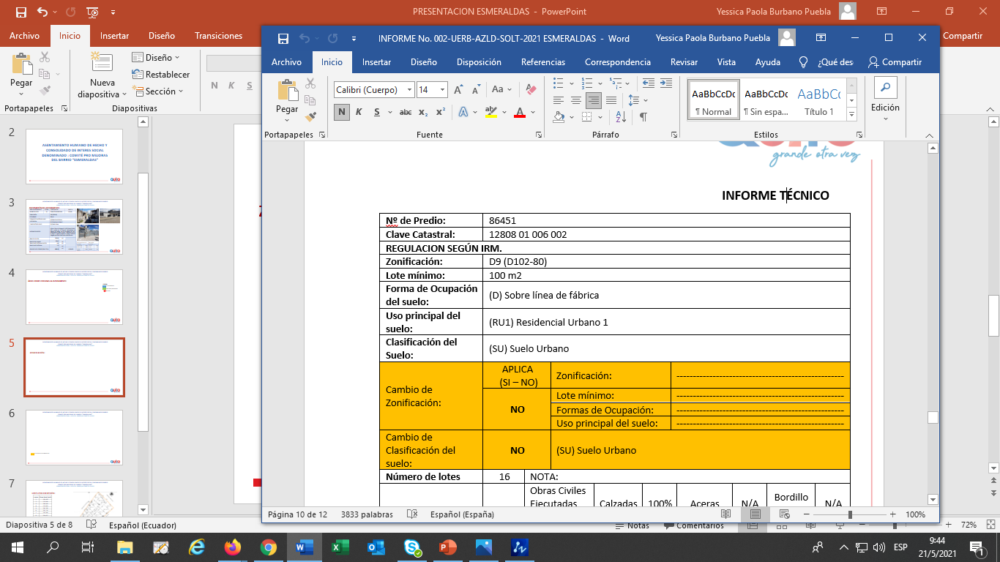 PRESENTACION ESMERALDAS - PowerPoint
Yessica Paola Burbano Puebla
Archivo
Inicio
Insertar
Diseño
Transiciones
Compartir
Pegar
Portapapeles
Nueva
diapositiva
Diseño
Restablecer
Sección
Diapositivas
N K S
2
ASENTAMIENTO HUMANO DE HECHO Y
CONSOLIDADO DE INTERES SOCIAL
DENOMINADO : COMITÉ PRO MEJORAS
DEL BARRIO "ESMERALDAS"
QUITO
3
4
5
6
7
INFORME No. 002-UERB-AZLD-SOLT-2021 ESMERALDAS - Word
Yessica Paola Burbano Puebla
Archivo
Inicio
Insertar
Diseño
Disposición
Referencias
Correspondencia
Revisar
Vista
Ayuda
¿Qué des
Compartir
Pegar
Portapapeles
Calibri (Cuerpo)
14
Aa
N K S abc x₂ x²
A
A
Fuente
Párrafo
AaBbCcDc
¶ Normal
AaBbCcDc
¶ Sin espa...
AaBbCc
Título 1
Estilos
Edición
grande otra vez
INFORME TÉCNICO
Nº de Predio: 86451
Clave Catastral: 12808 01 006 002
REGULACION SEGÚN IRM.
Zonificación: D9 (D102-80)
Lote mínimo: 100 m2
Forma de Ocupación
del suelo:
(D) Sobre línea de fábrica
Uso principal del
suelo:
(RU1) Residencial Urbano 1
Clasificación del
Suelo:
(SU) Suelo Urbano
Cambio de
Zonificación:
APLICA
(SI – NO)
NO
Zonificación: --------------------------------------------------
Lote mínimo: --------------------------------------------------
Formas de Ocupación: --------------------------------------------------
Uso principal del suelo: --------------------------------------------------
Cambio de
Clasificación del
suelo:
NO
(SU) Suelo Urbano
Número de lotes 16 NOTA:
Obras Civiles
Ejecutadas
Calzadas 100% Aceras N/A Bordillo N/A
Página 10 de 12
3833 palabras
Español (España)
100%
Diapositiva 5 de 8
Español (Ecuador)
Notas
Comentarios
72%
ESP
9:44
21/5/2021
1